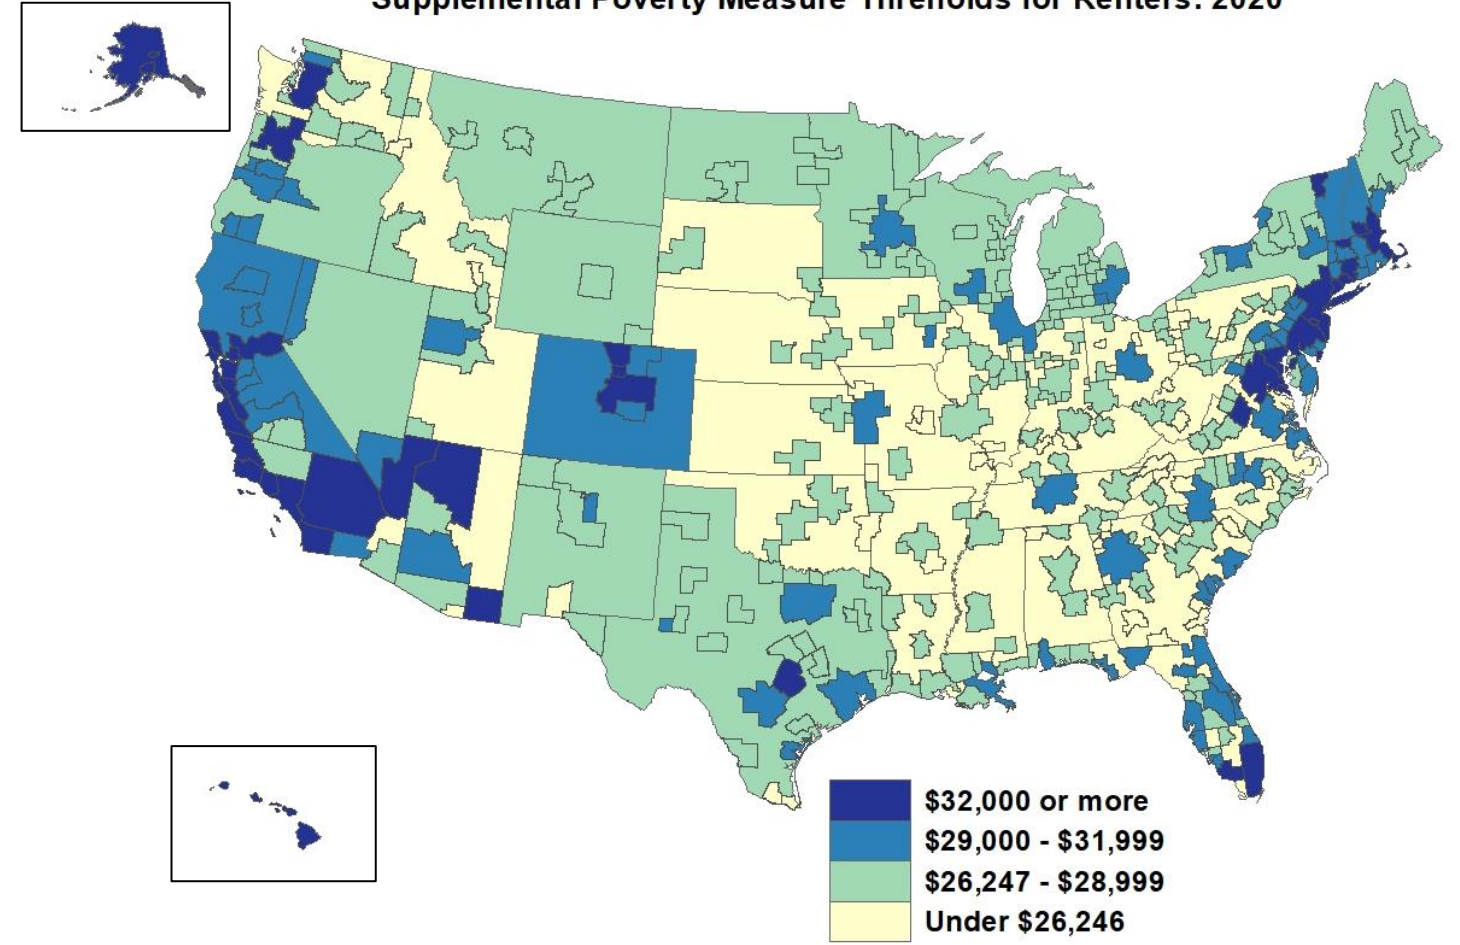 Supplemental Poverty Measure Thresholds for Renters: 2020
$32,000 or more
$29,000 - $31,999
$26,247 - $28,999
Under $26,246